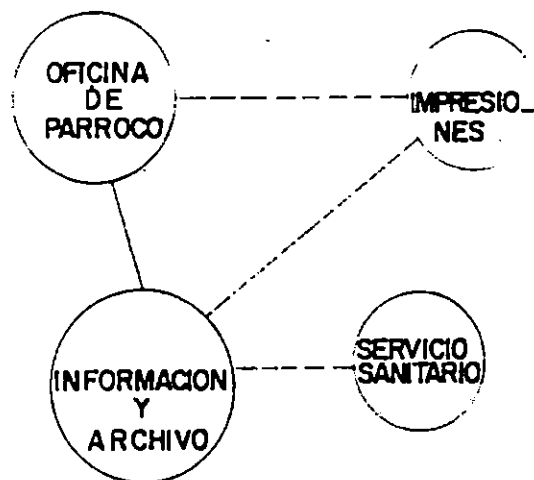 OFICINA
DE
PARROCO
IMPRESIO_
NES
INFORMACION
Y
ARCHIVO
SERVICIO
SANITARIO